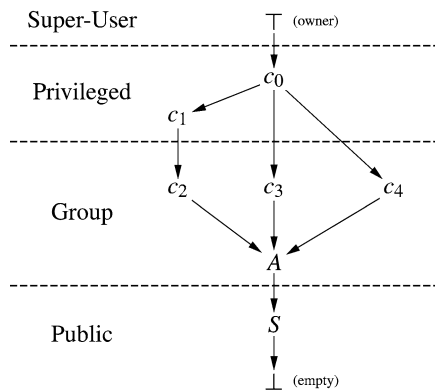 Super-User
⊤ (owner)
Privileged
c0
c1
Group
c2 c3 c4
A
Public
S
⊥ (empty)